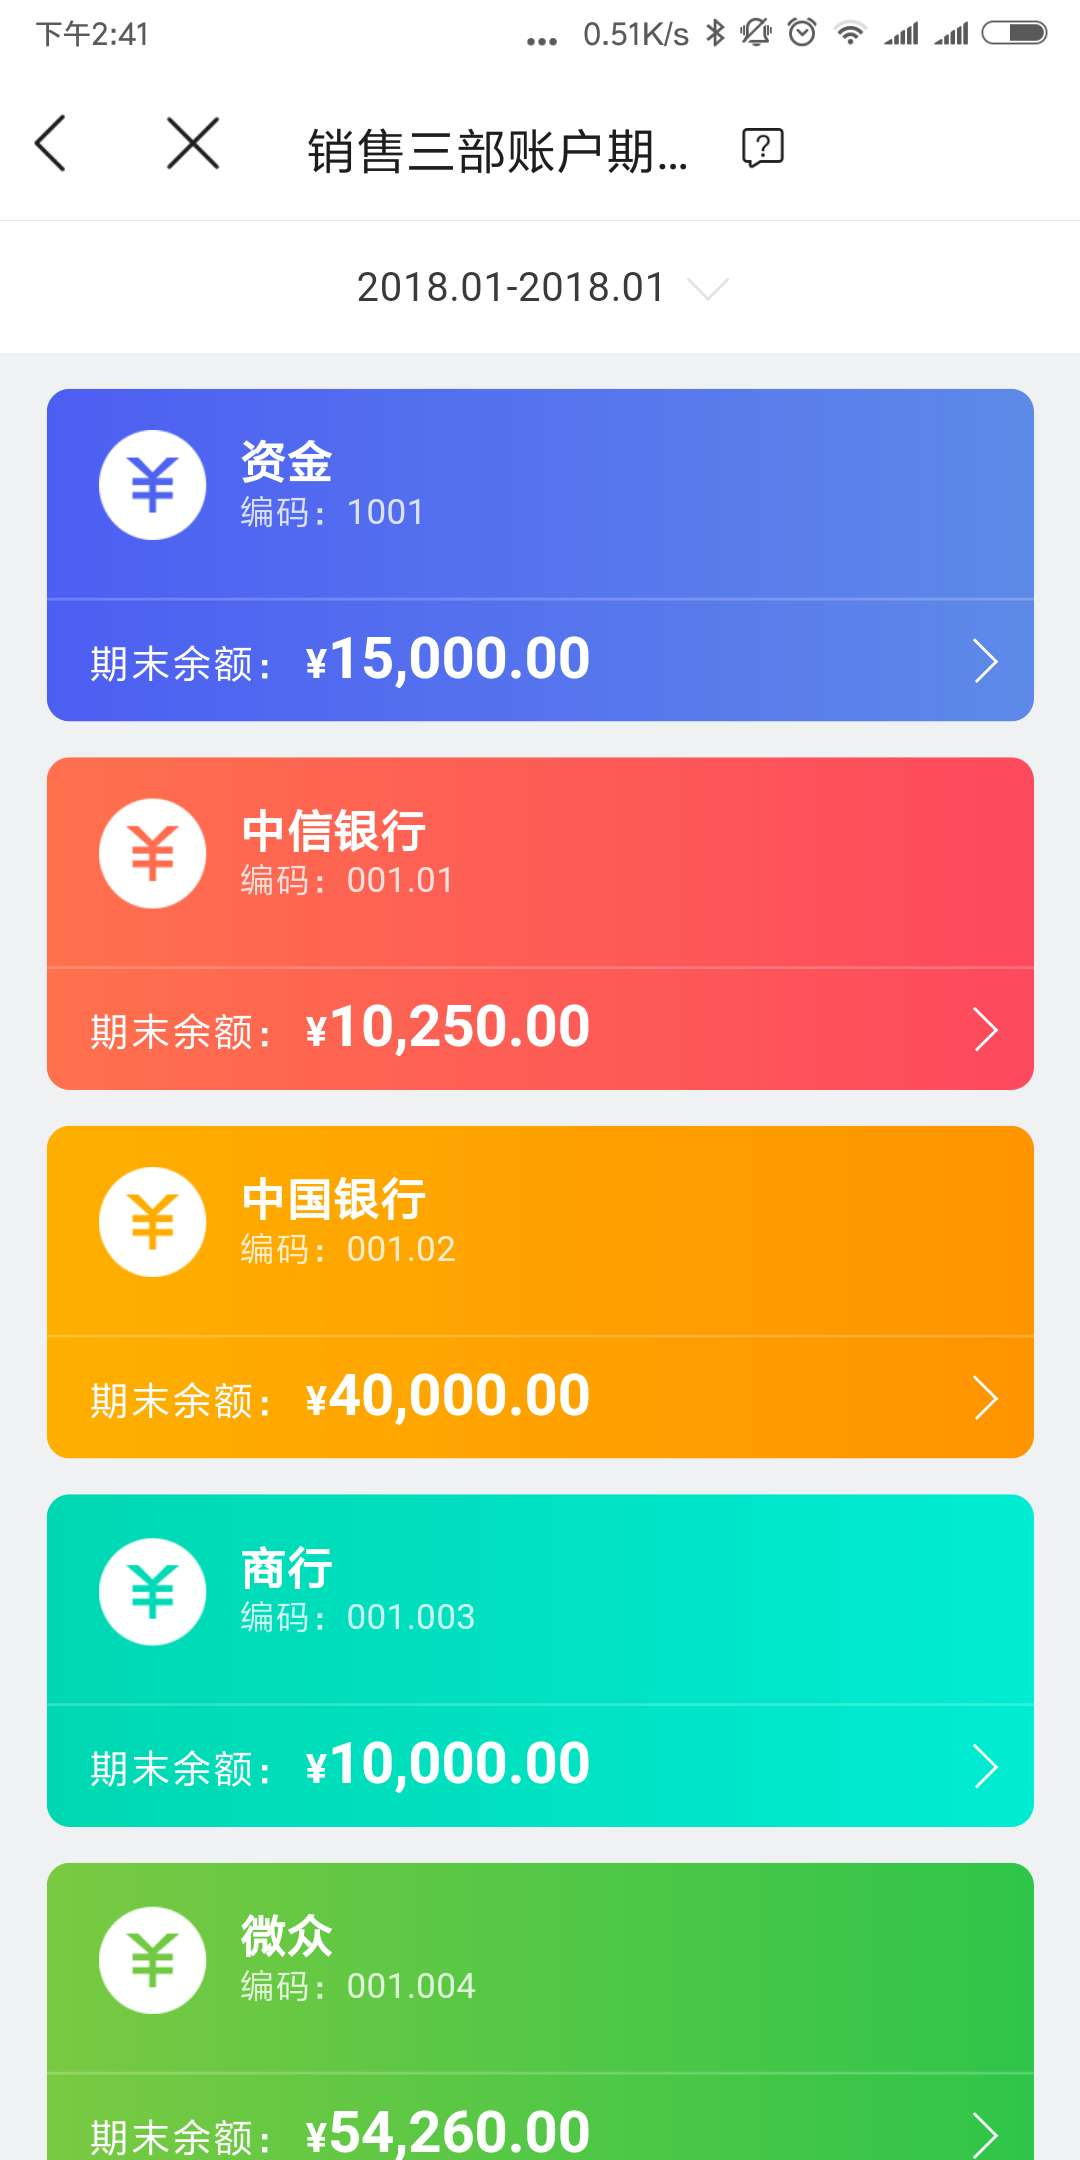 下午2:41
... 0.51K/s
销售三部账户期...
2018.01-2018.01
资金
编码：1001
期末余额：¥15,000.00
中信银行
编码：001.01
期末余额：¥10,250.00
中国银行
编码：001.02
期末余额：¥40,000.00
商行
编码：001.003
期末余额：¥10,000.00
微众
编码：001.004
期末余额：¥54,260.00